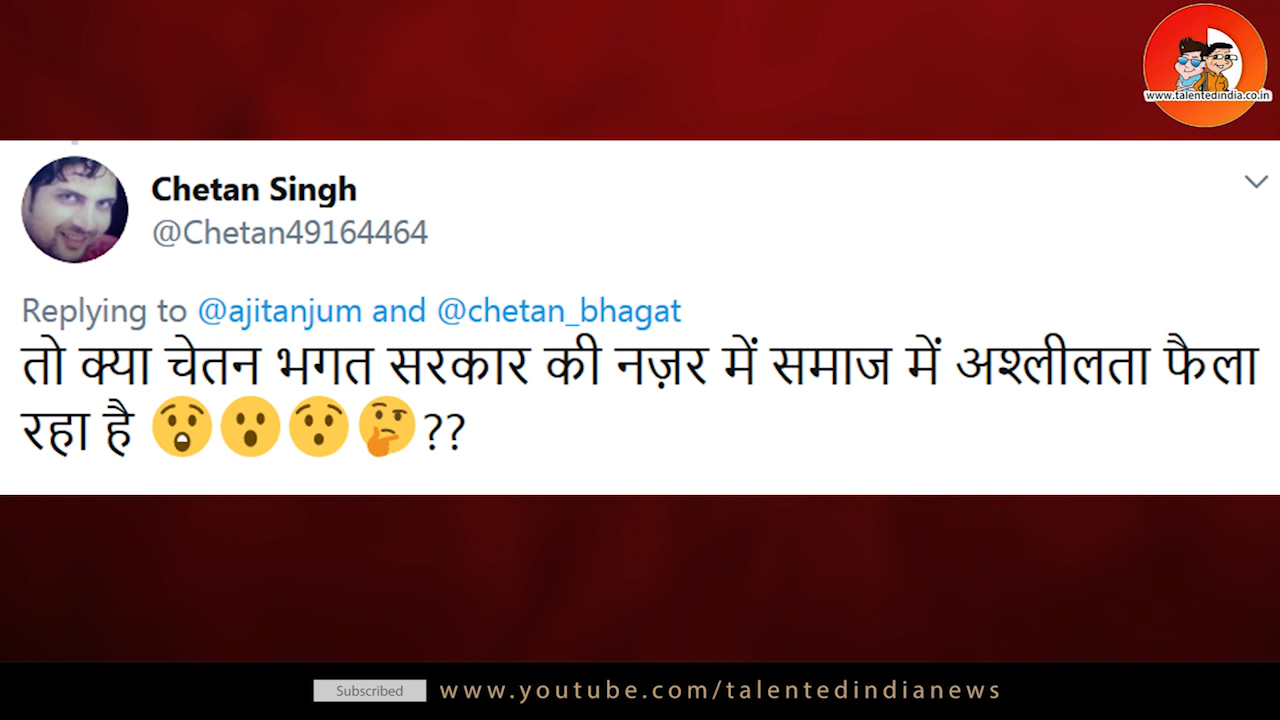 www.talentedindia.co.in
Chetan Singh
@Chetan49164464
Replying to @ajitanjum and @chetan_bhagat
तो क्या चेतन भगत सरकार की नज़र में समाज में अश्लीलता फैला
रहा है 😲😮😯🤔??
Subscribed www.youtube.com/talentedindianews